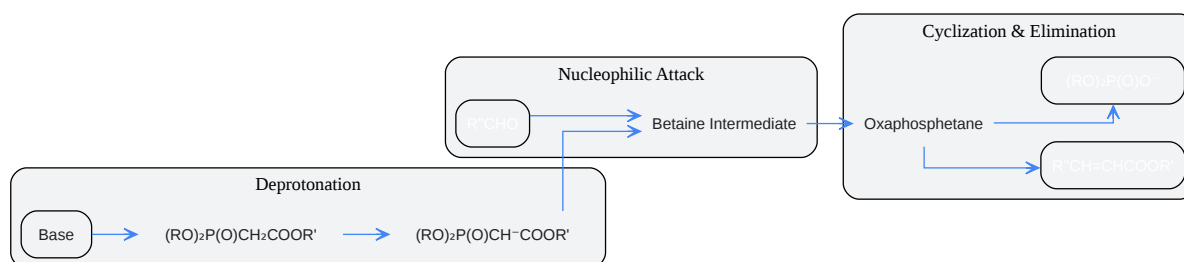 Cyclization & Elimination
(RO)₂P(O)O⁻
Nucleophilic Attack
R''CHO
Betaine Intermediate
Oxaphosphetane
R''CH=CHCOOR'
Deprotonation
Base
(RO)₂P(O)CH₂COOR'
(RO)₂P(O)CH⁻COOR'